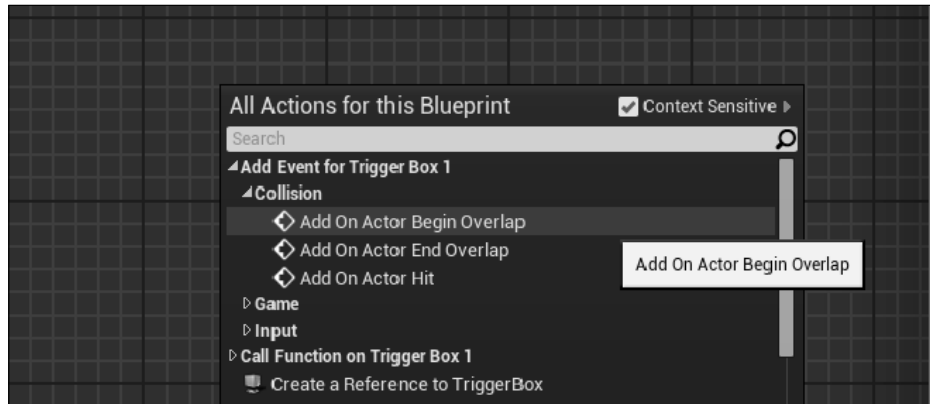 All Actions for this Blueprint Context Sensitive
Search
Add Event for Trigger Box 1
Collision
Add On Actor Begin Overlap
Add On Actor End Overlap
Add On Actor Begin Overlap
Add On Actor Hit
Game
Input
Call Function on Trigger Box 1
Create a Reference to TriggerBox